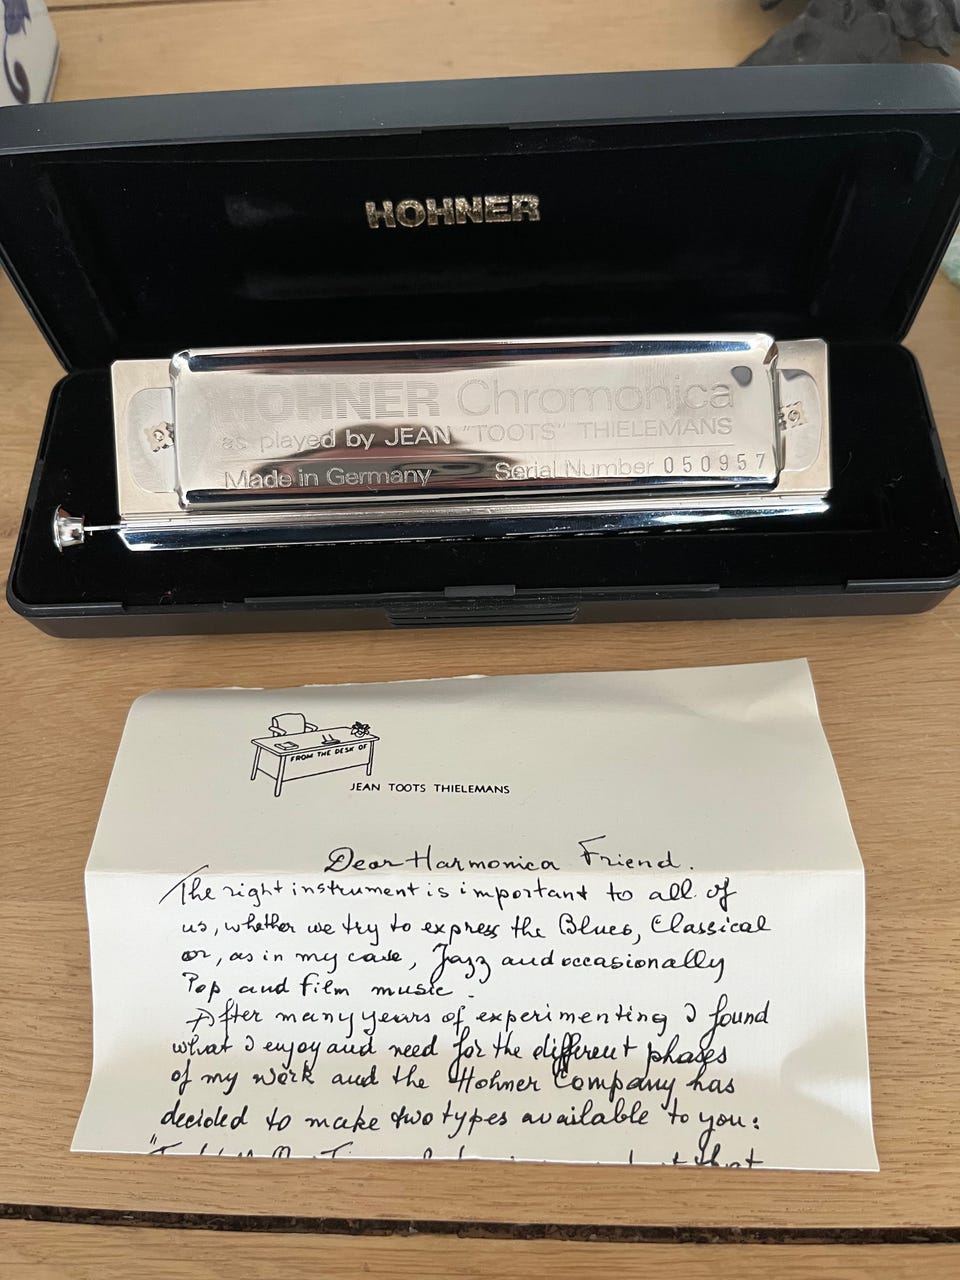 HOHNER
HOHNER Chromonica
as played by JEAN "TOOTS" THIELEMANS
Made in Germany Serial Number 050957
FROM THE DESK OF
JEAN TOOTS THIELEMANS
Dear Harmonica Friend.
The right instrument is important to all of
us, whether we try to express the Blues, Classical
or, as in my case, Jazz and occasionally
Pop and film music.
After many years of experimenting I found
what I enjoy and need for the different phases
of my work and the Hohner Company has
decided to make two types available to you: